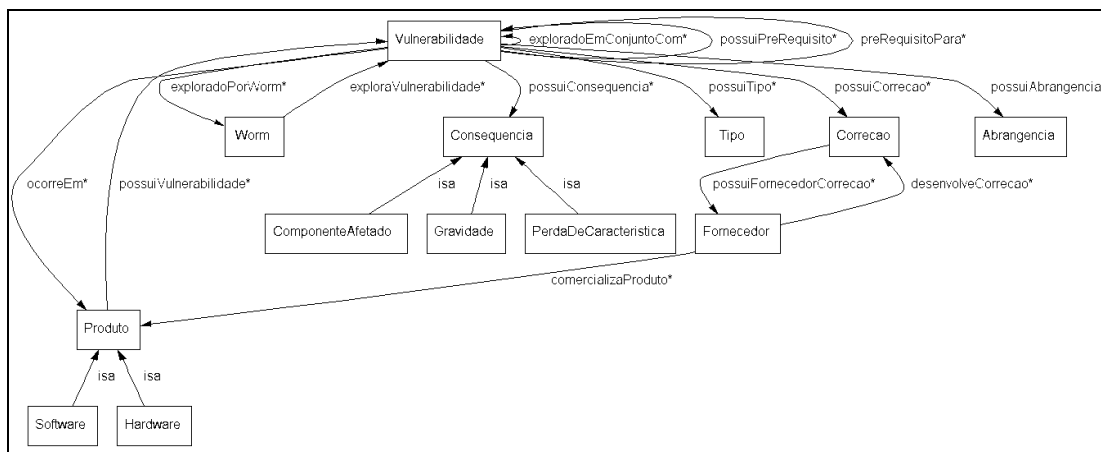 Vulnerabilidade
exploradoEmConjuntoCom*
possuiPreRequisito*
preRequisitoPara*
exploradoPorWorm*
exploraVulnerabilidade*
possuiConsequencia*
possuiTipo*
possuiCorrecao*
possuiAbrangencia
Worm
Consequencia
Tipo
Correcao
Abrangencia
ocorreEm*
possuiVulnerabilidade*
isa
isa
isa
possuiFornecedorCorrecao*
desenvolveCorrecao*
ComponenteAfetado
Gravidade
PerdaDeCaracteristica
Fornecedor
comercializaProduto*
Produto
isa
isa
Software
Hardware